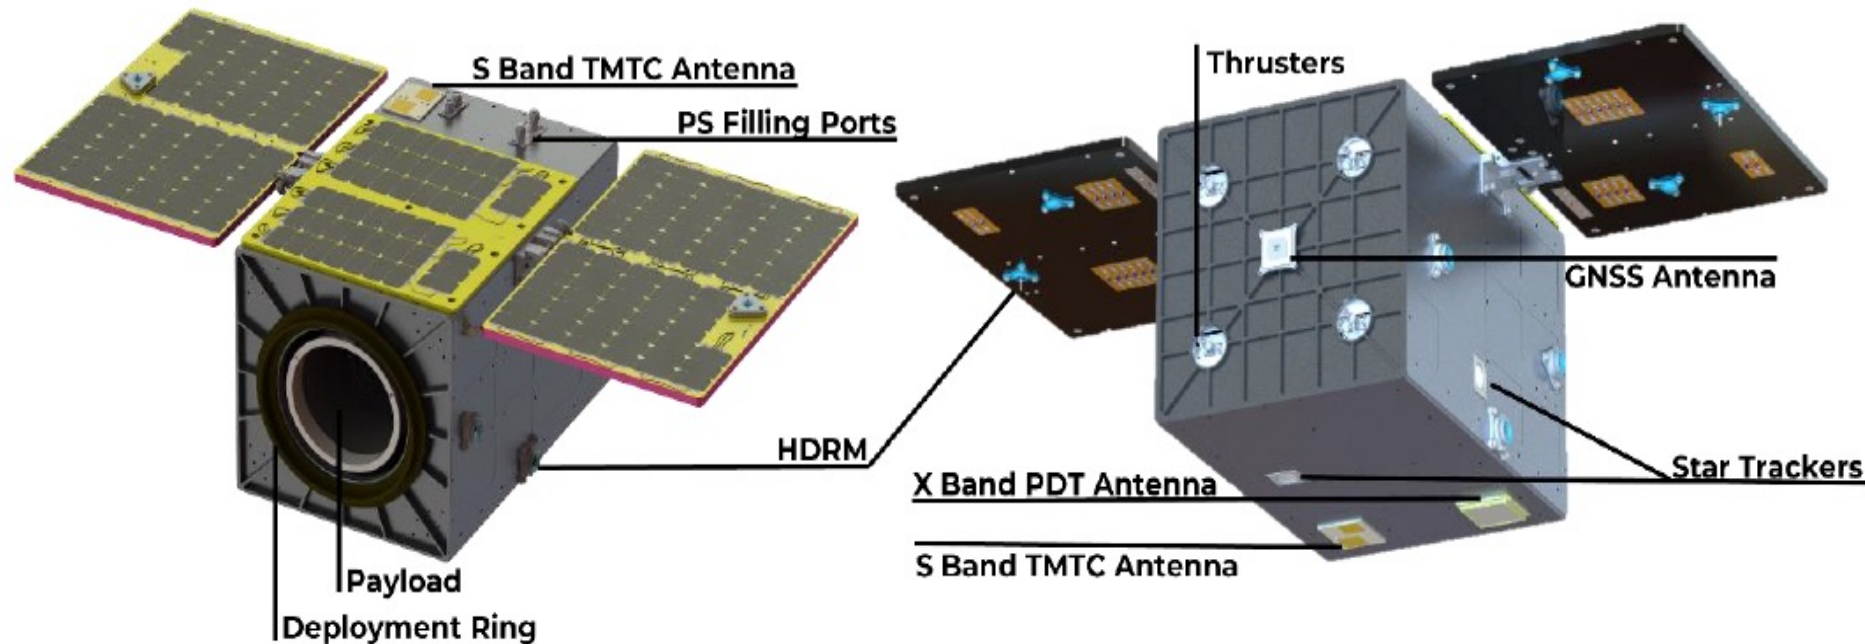 S Band TMTC Antenna
PS Filling Ports
HDRM
Payload
Deployment Ring
Thrusters
GNSS Antenna
Star Trackers
X Band PDT Antenna
S Band TMTC Antenna